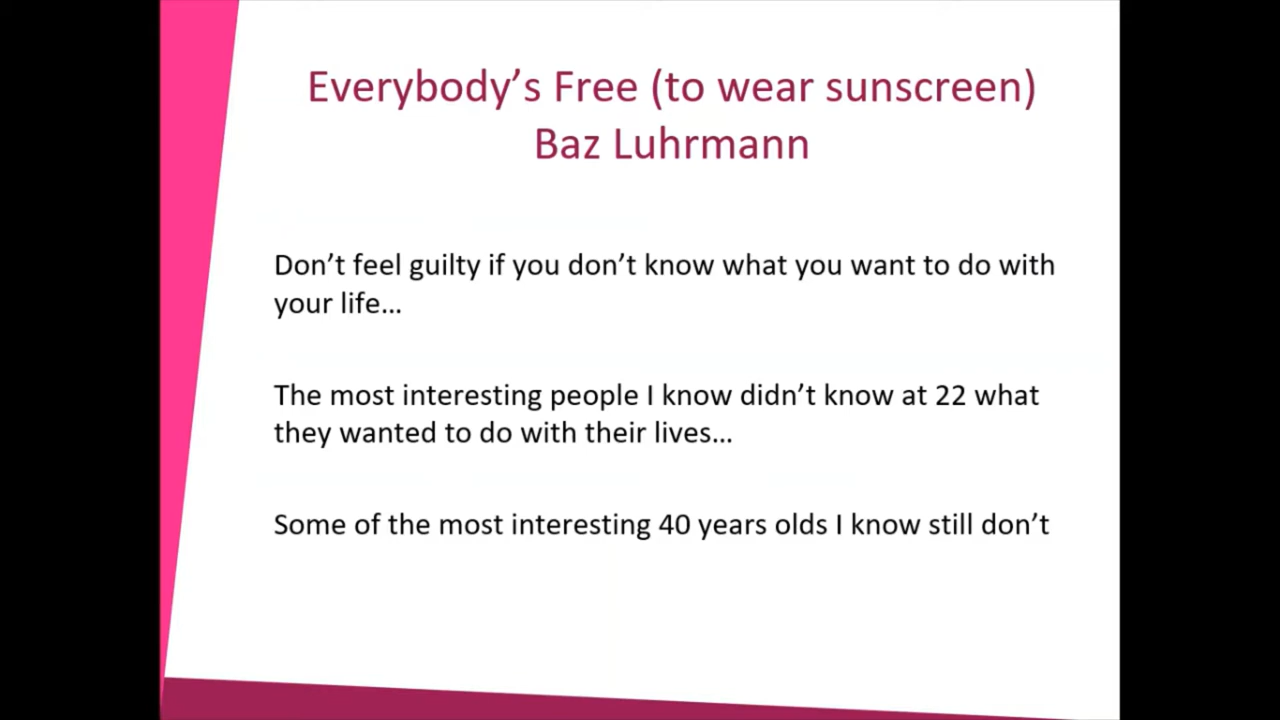 Everybody’s Free (to wear sunscreen)
Baz Luhrmann
Don’t feel guilty if you don’t know what you want to do with
your life…
The most interesting people I know didn’t know at 22 what
they wanted to do with their lives…
Some of the most interesting 40 years olds I know still don’t